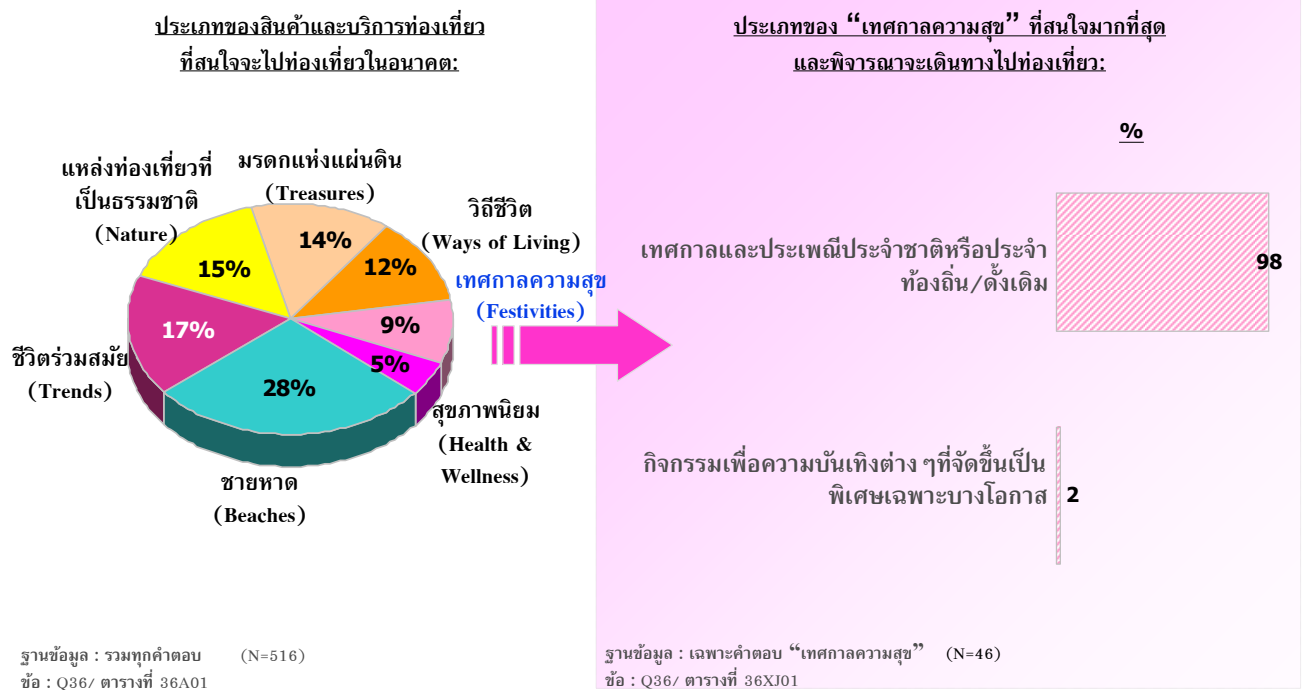 ประเภทของสินค้าและบริการท่องเที่ยว
ที่สนใจจะไปท่องเที่ยวในอนาคต:
แหล่งท่องเที่ยวที่
เป็นธรรมชาติ
(Nature)
มรดกแห่งแผ่นดิน
(Treasures)
วิถีชีวิต
(Ways of Living)
เทศกาลความสุข
(Festivities)
15%
14%
12%
9%
5%
17%
28%
ชีวิตร่วมสมัย
(Trends)
สุขภาพนิยม
(Health &
Wellness)
ชายหาด
(Beaches)
ฐานข้อมูล : รวมทุกคำตอบ (N=516)
ข้อ : Q36/ ตารางที่ 36A01
ประเภทของ “เทศกาลความสุข” ที่สนใจมากที่สุด
และพิจารณาจะเดินทางไปท่องเที่ยว:
%
เทศกาลและประเพณีประจำชาติหรือประจำ
ท้องถิ่น/ดั้งเดิม
98
กิจกรรมเพื่อความบันเทิงต่าง ๆที่จัดขึ้นเป็น
พิเศษเฉพาะบางโอกาส
2
ฐานข้อมูล : เฉพาะคำตอบ “เทศกาลความสุข” (N=46)
ข้อ : Q36/ ตารางที่ 36XJ01